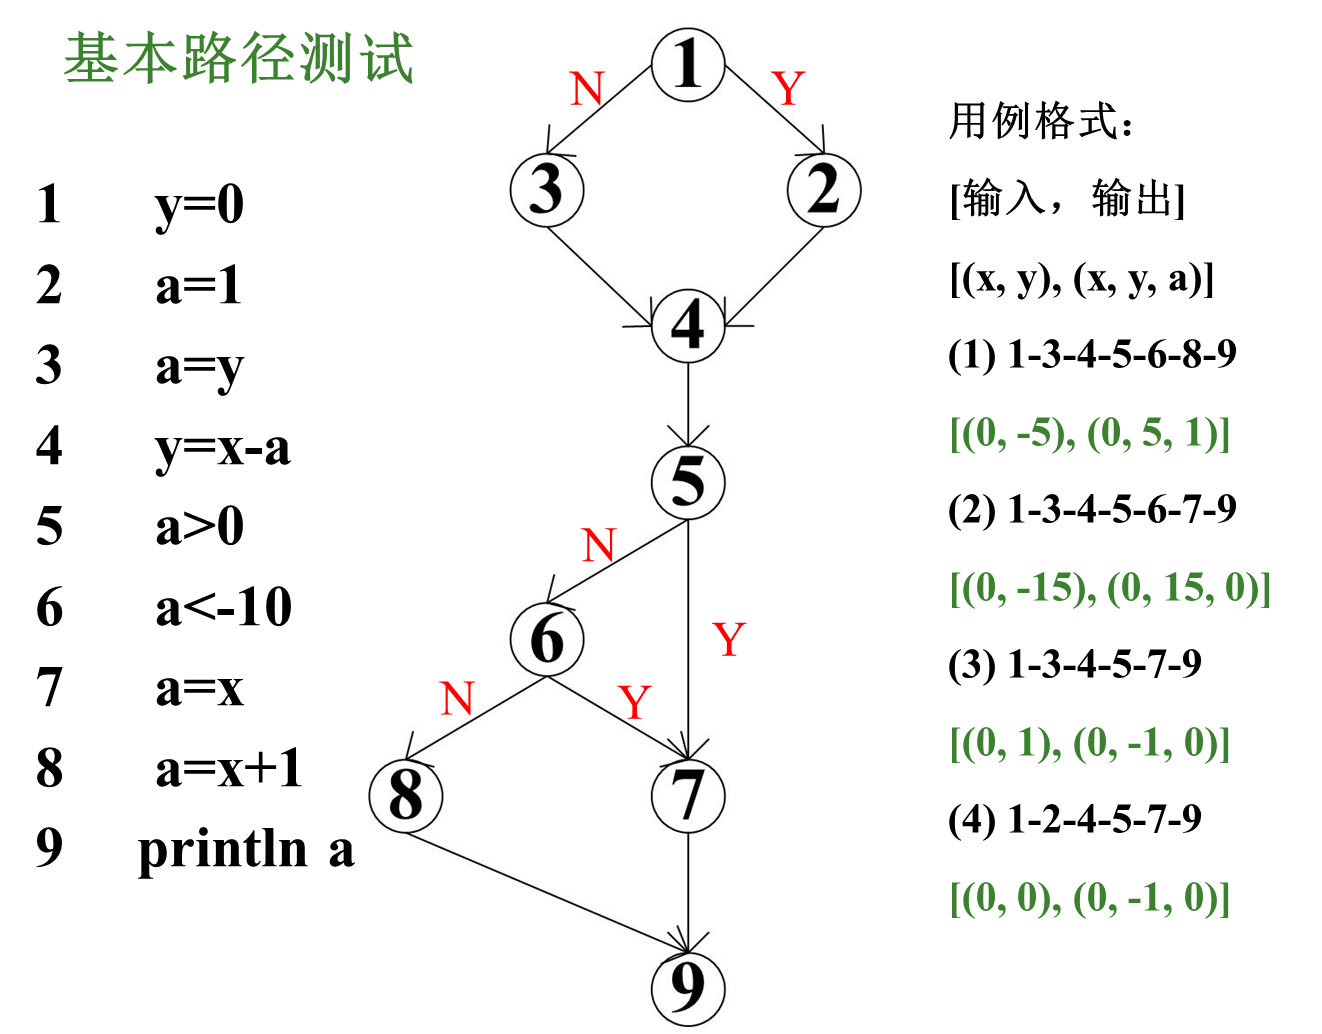 基本路径测试
1 y=0
2 a=1
3 a=y
4 y=x-a
5 a>0
6 a<-10
7 a=x
8 a=x+1
9 println a
1
N
Y
3
2
4
5
N
Y
6
N
Y
8
7
9
用例格式：
[输入，输出]
[(x, y), (x, y, a)]
(1) 1-3-4-5-6-8-9
[(0, -5), (0, 5, 1)]
(2) 1-3-4-5-6-7-9
[(0, -15), (0, 15, 0)]
(3) 1-3-4-5-7-9
[(0, 1), (0, -1, 0)]
(4) 1-2-4-5-7-9
[(0, 0), (0, -1, 0)]